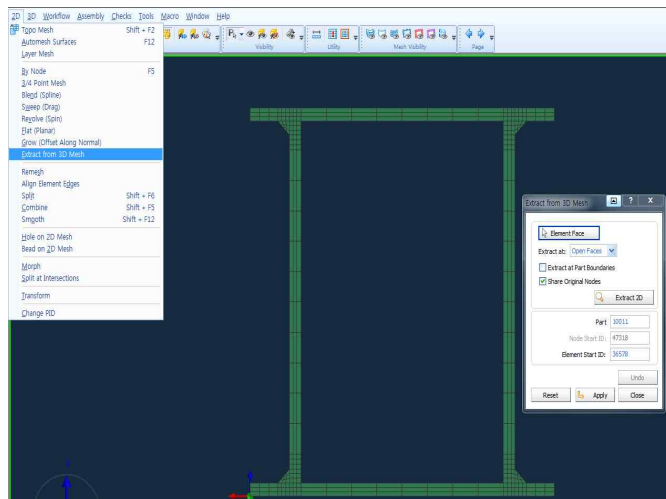 2D 3D Workflow Assembly Checks Tools Macro Window Help
Topo Mesh Shift + F2
Automesh Surfaces F12
Layer Mesh
By Node F5
3/4 Point Mesh
Blend (Spline)
Sweep (Drag)
Revolve (Spin)
Flat (Planar)
Grow (Offset Along Normal)
Extract from 3D Mesh
Remesh
Align Element Edges
Split Shift + F6
Combine Shift + F5
Smooth Shift + F12
Hole on 2D Mesh
Bead on 2D Mesh
Morph
Split at Intersections
Transform
Change PID
Visibility Utility Mesh Visibility Page
Extract from 3D Mesh ? X
Element Face
Extract at: Open Faces
Extract at Part Boundaries
Share Original Nodes
Extract 2D
Part 10011
Node Start ID: 47318
Element Start ID: 36578
Undo
Reset Apply Close